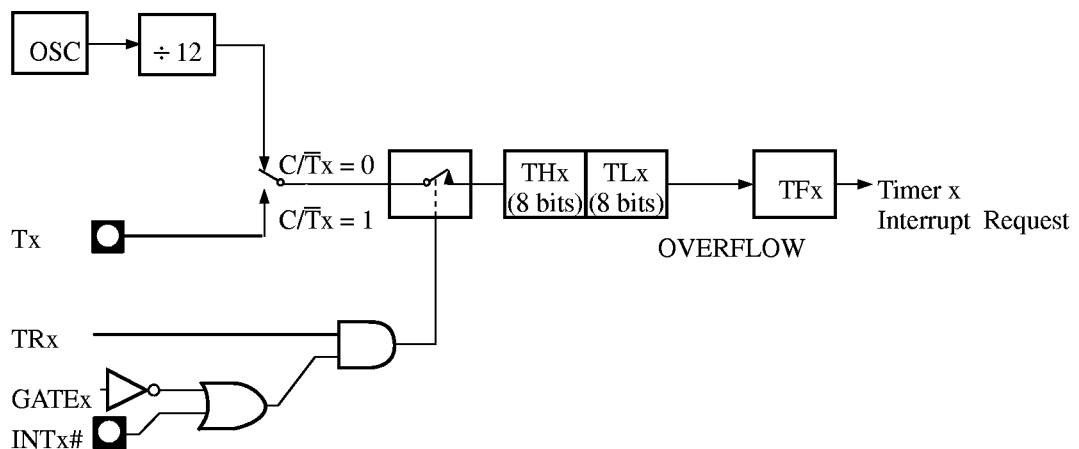 OSC
÷ 12
C/T̅x = 0
C/T̅x = 1
THx
(8 bits)
TLx
(8 bits)
TFx
Timer x
Interrupt Request
OVERFLOW
Tx
TRx
GATEx
INTx#